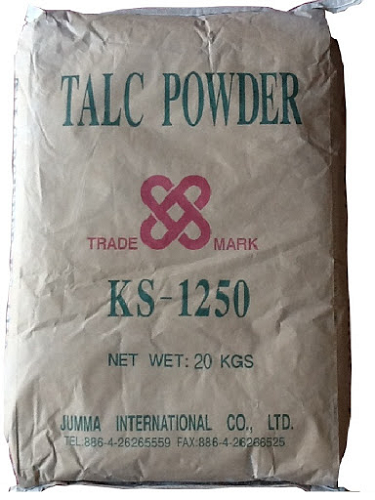 TALC POWDER
TRADE MARK
KS-1250
NET WET: 20 KGS
JUMMA INTERNATIONAL CO., LTD.
TEL.886-4-26265559 FAX:886-4-26266525